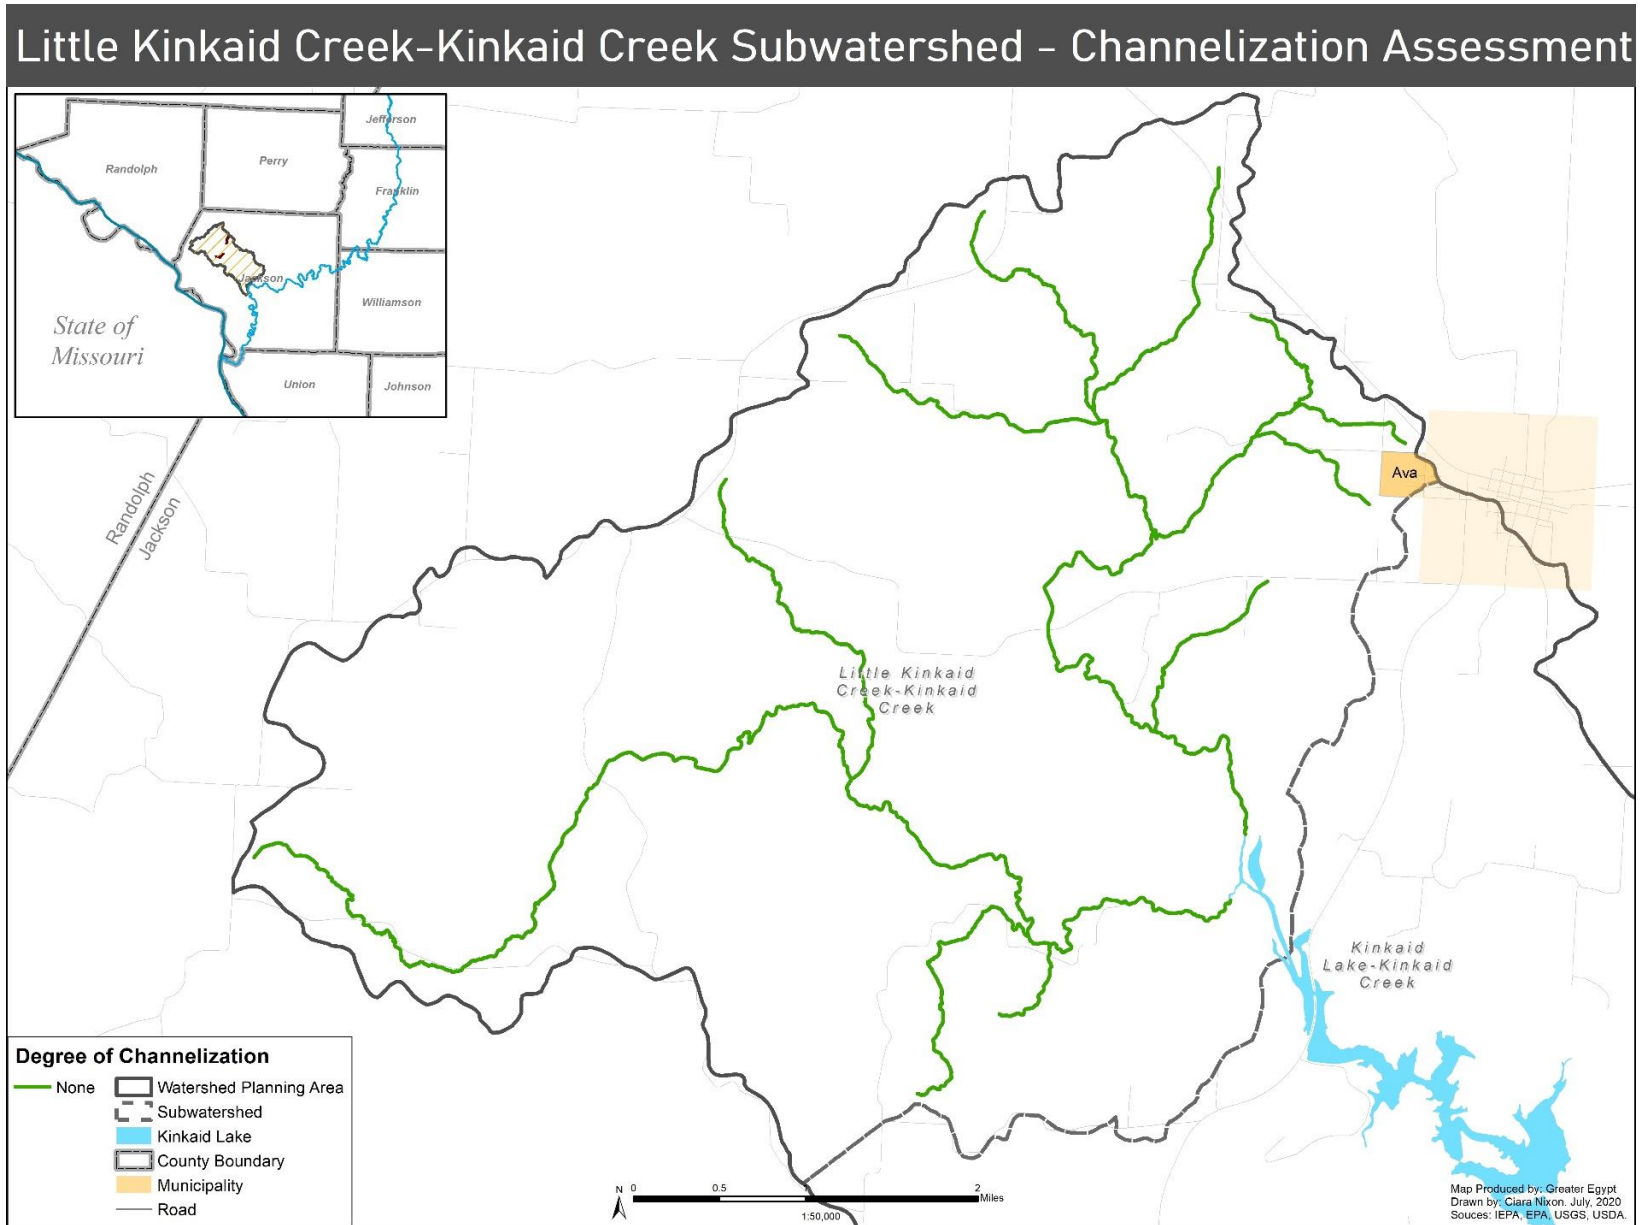 Little Kinkaid Creek-Kinkaid Creek Subwatershed - Channelization Assessment
Jefferson
Randolph
Perry
Franklin
Jackson
Williamson
State of
Missouri
Union
Johnson
Randolph
Jackson
Ava
Little Kinkaid
Creek-Kinkaid
Creek
Kinkaid
Lake-Kinkaid
Creek
Degree of Channelization
None
Watershed Planning Area
Subwatershed
Kinkaid Lake
County Boundary
Municipality
Road
N
0 0.5 1 2
Miles
1:50,000
Map Produced by: Greater Egypt
Drawn by: Ciara Nixon. July, 2020
Souces: IEPA, EPA, USGS, USDA.